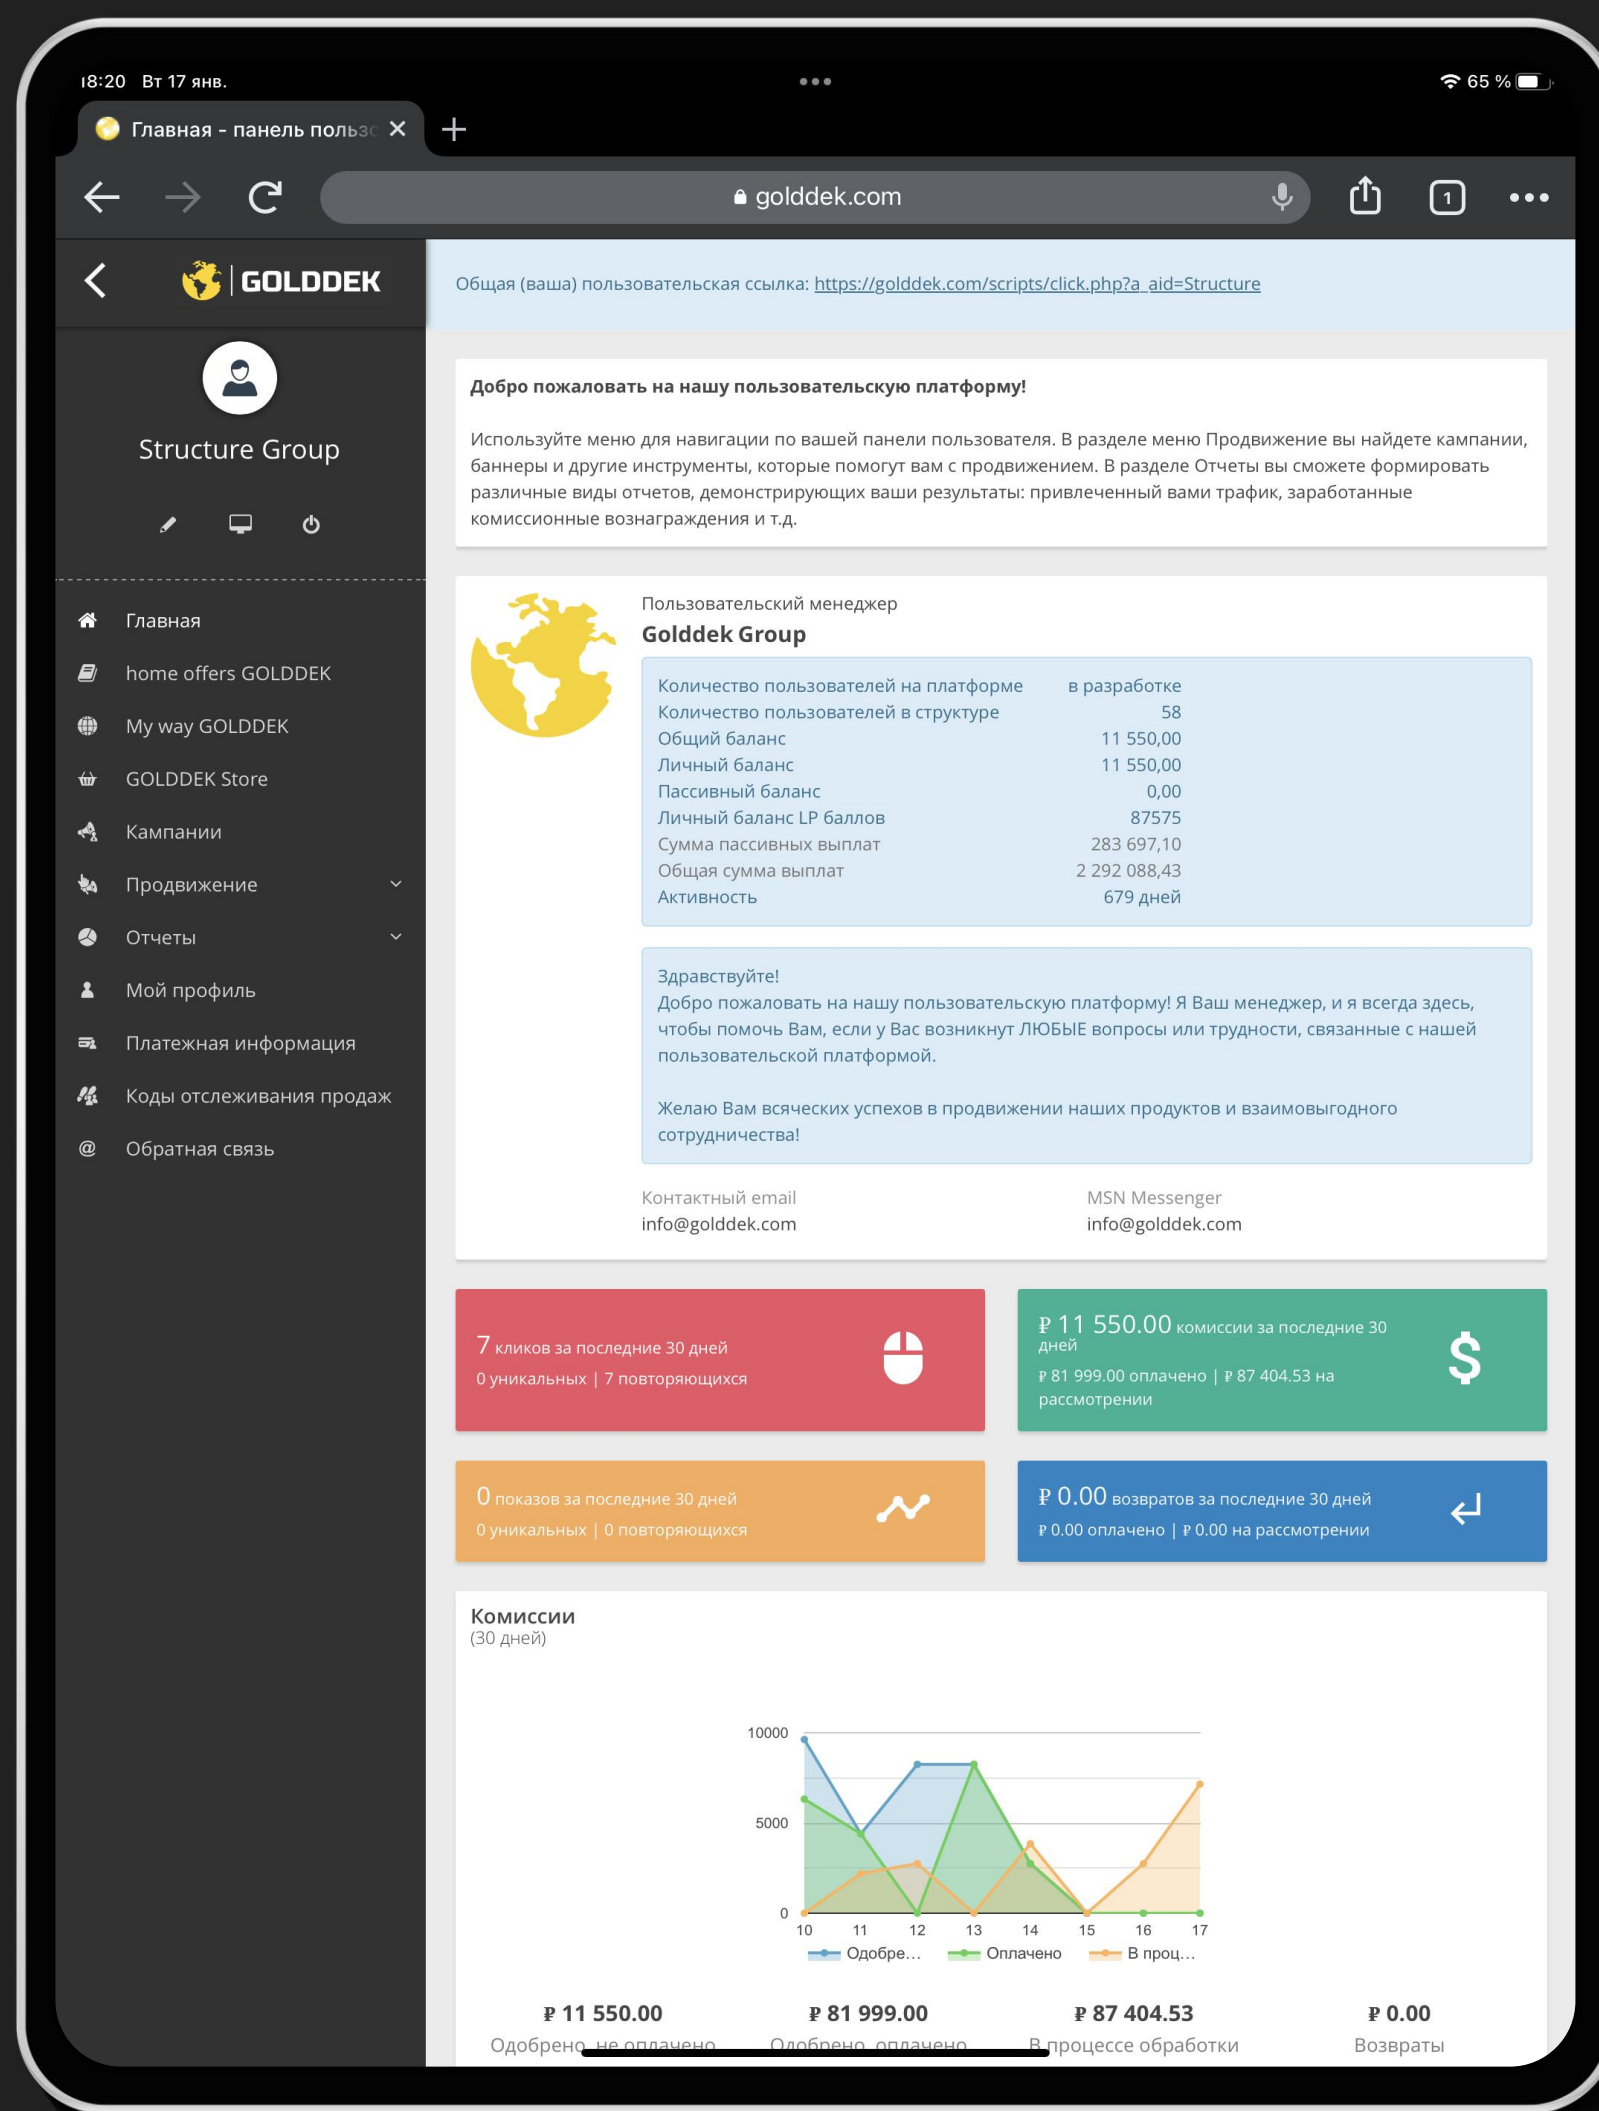 18:20 Вт 17 янв.
65 %
Главная - панель пользо
golddek.com
1
GOLDDEK
Structure Group
Главная
home offers GOLDDEK
My way GOLDDEK
GOLDDEK Store
Кампании
Продвижение
Отчеты
Мой профиль
Платежная информация
Коды отслеживания продаж
Обратная связь
Общая (ваша) пользовательская ссылка: https://golddek.com/scripts/click.php?a_aid=Structure
Добро пожаловать на нашу пользовательскую платформу!
Используйте меню для навигации по вашей панели пользователя. В разделе меню Продвижение вы найдете кампании,
баннеры и другие инструменты, которые помогут вам с продвижением. В разделе Отчеты вы сможете формировать
различные виды отчетов, демонстрирующих ваши результаты: привлеченный вами трафик, заработанные
комиссионные вознаграждения и т.д.
Пользовательский менеджер
Golddek Group
Количество пользователей на платформе в разработке
Количество пользователей в структуре 58
Общий баланс 11 550,00
Личный баланс 11 550,00
Пассивный баланс 0,00
Личный баланс LP баллов 87575
Сумма пассивных выплат 283 697,10
Общая сумма выплат 2 292 088,43
Активность 679 дней
Здравствуйте!
Добро пожаловать на нашу пользовательскую платформу! Я Ваш менеджер, и я всегда здесь,
чтобы помочь Вам, если у Вас возникнут ЛЮБЫЕ вопросы или трудности, связанные с нашей
пользовательской платформой.
Желаю Вам всяческих успехов в продвижении наших продуктов и взаимовыгодного
сотрудничества!
Контактный email MSN Messenger
info@golddek.com info@golddek.com
7 кликов за последние 30 дней
0 уникальных | 7 повторяющихся
₽ 11 550.00 комиссии за последние 30
дней
₽ 81 999.00 оплачено | ₽ 87 404.53 на
рассмотрении
0 показов за последние 30 дней
0 уникальных | 0 повторяющихся
₽ 0.00 возвратов за последние 30 дней
₽ 0.00 оплачено | ₽ 0.00 на рассмотрении
Комиссии
(30 дней)
10000
5000
0
10 11 12 13 14 15 16 17
Одобре... Оплачено В проц...
₽ 11 550.00 ₽ 81 999.00 ₽ 87 404.53 ₽ 0.00
Одобрено, не оплачено Одобрено, оплачено В процессе обработки Возвраты